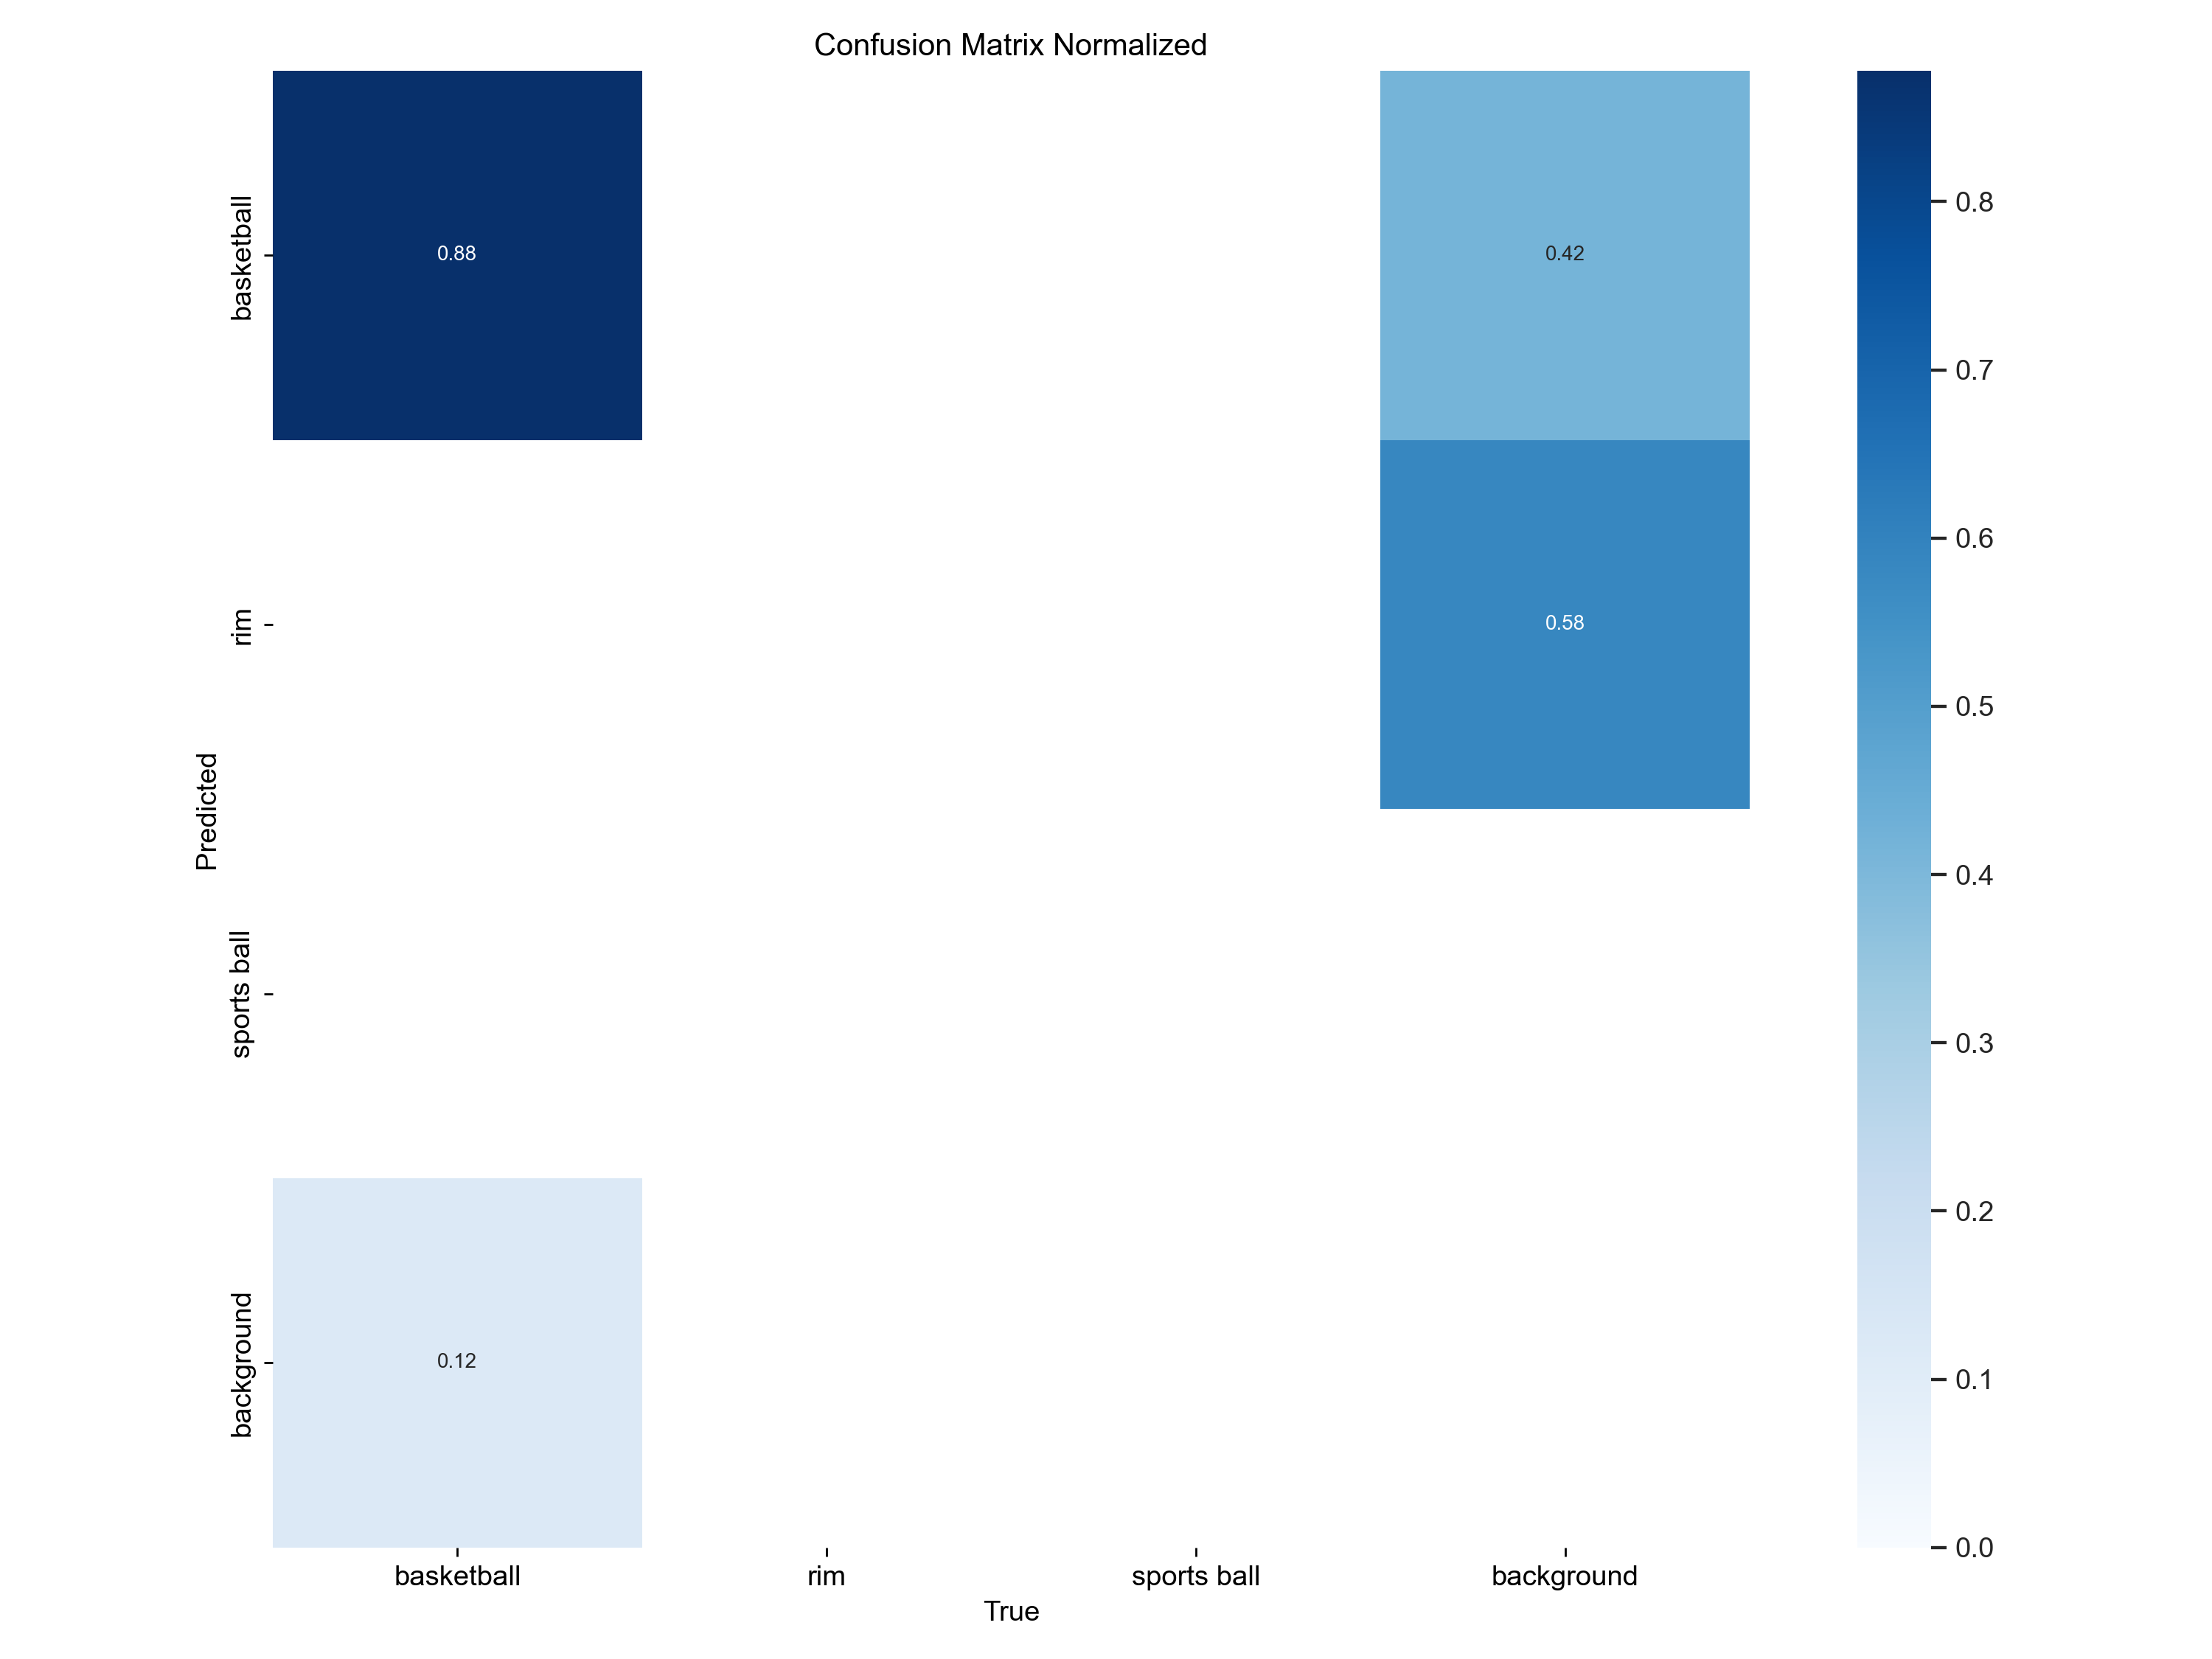 Confusion Matrix Normalized
basketball
0.88
0.42
rim
0.58
sports ball
background
0.12
Predicted
basketball
rim
sports ball
background
True
0.8
0.7
0.6
0.5
0.4
0.3
0.2
0.1
0.0